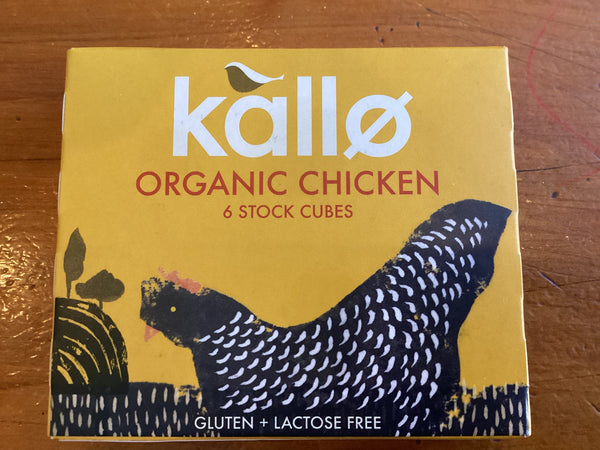 kallø
ORGANIC CHICKEN
6 STOCK CUBES
GLUTEN + LACTOSE FREE